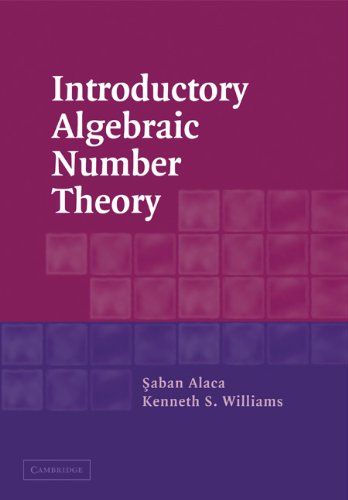 Introductory
Algebraic
Number
Theory
Şaban Alaca
Kenneth S. Williams
CAMBRIDGE